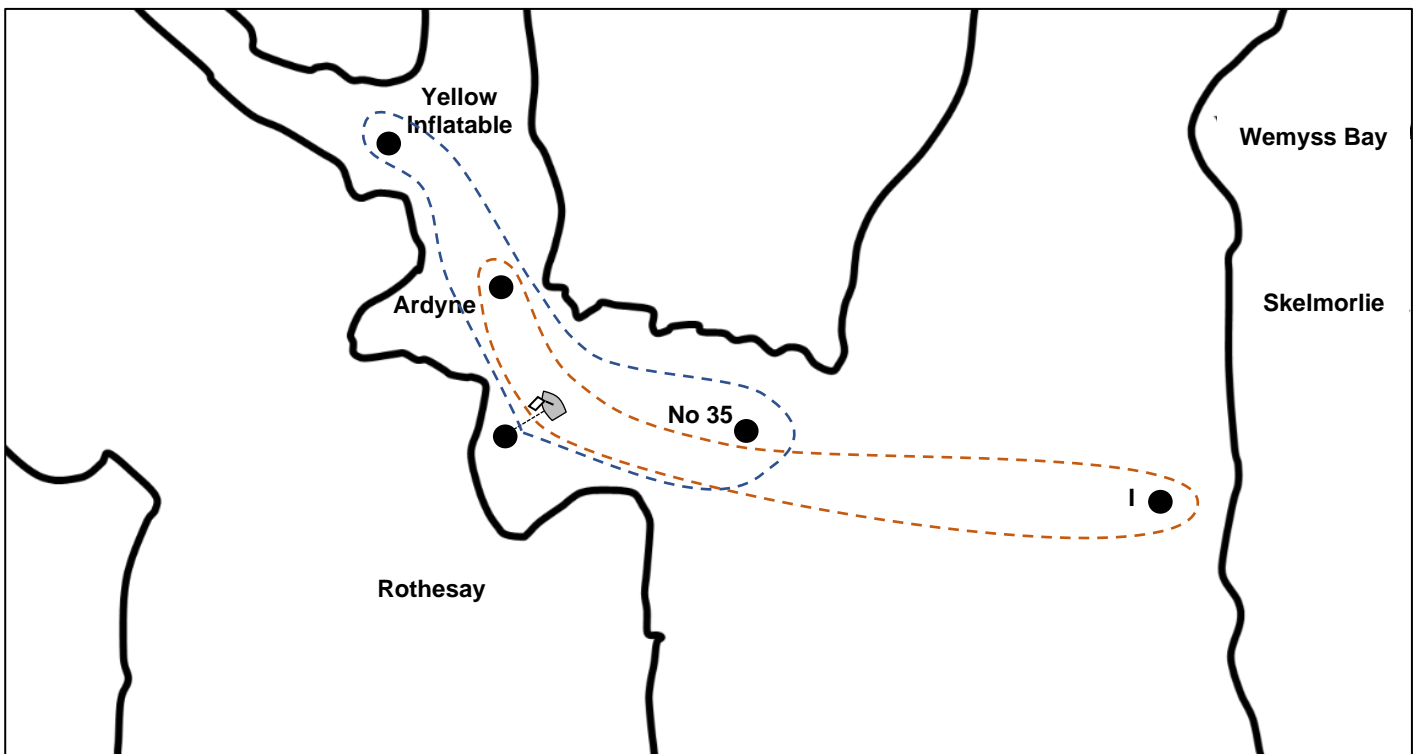 Yellow
Inflatable
Wemyss Bay
Ardyne
Skelmorlie
No 35
I
Rothesay